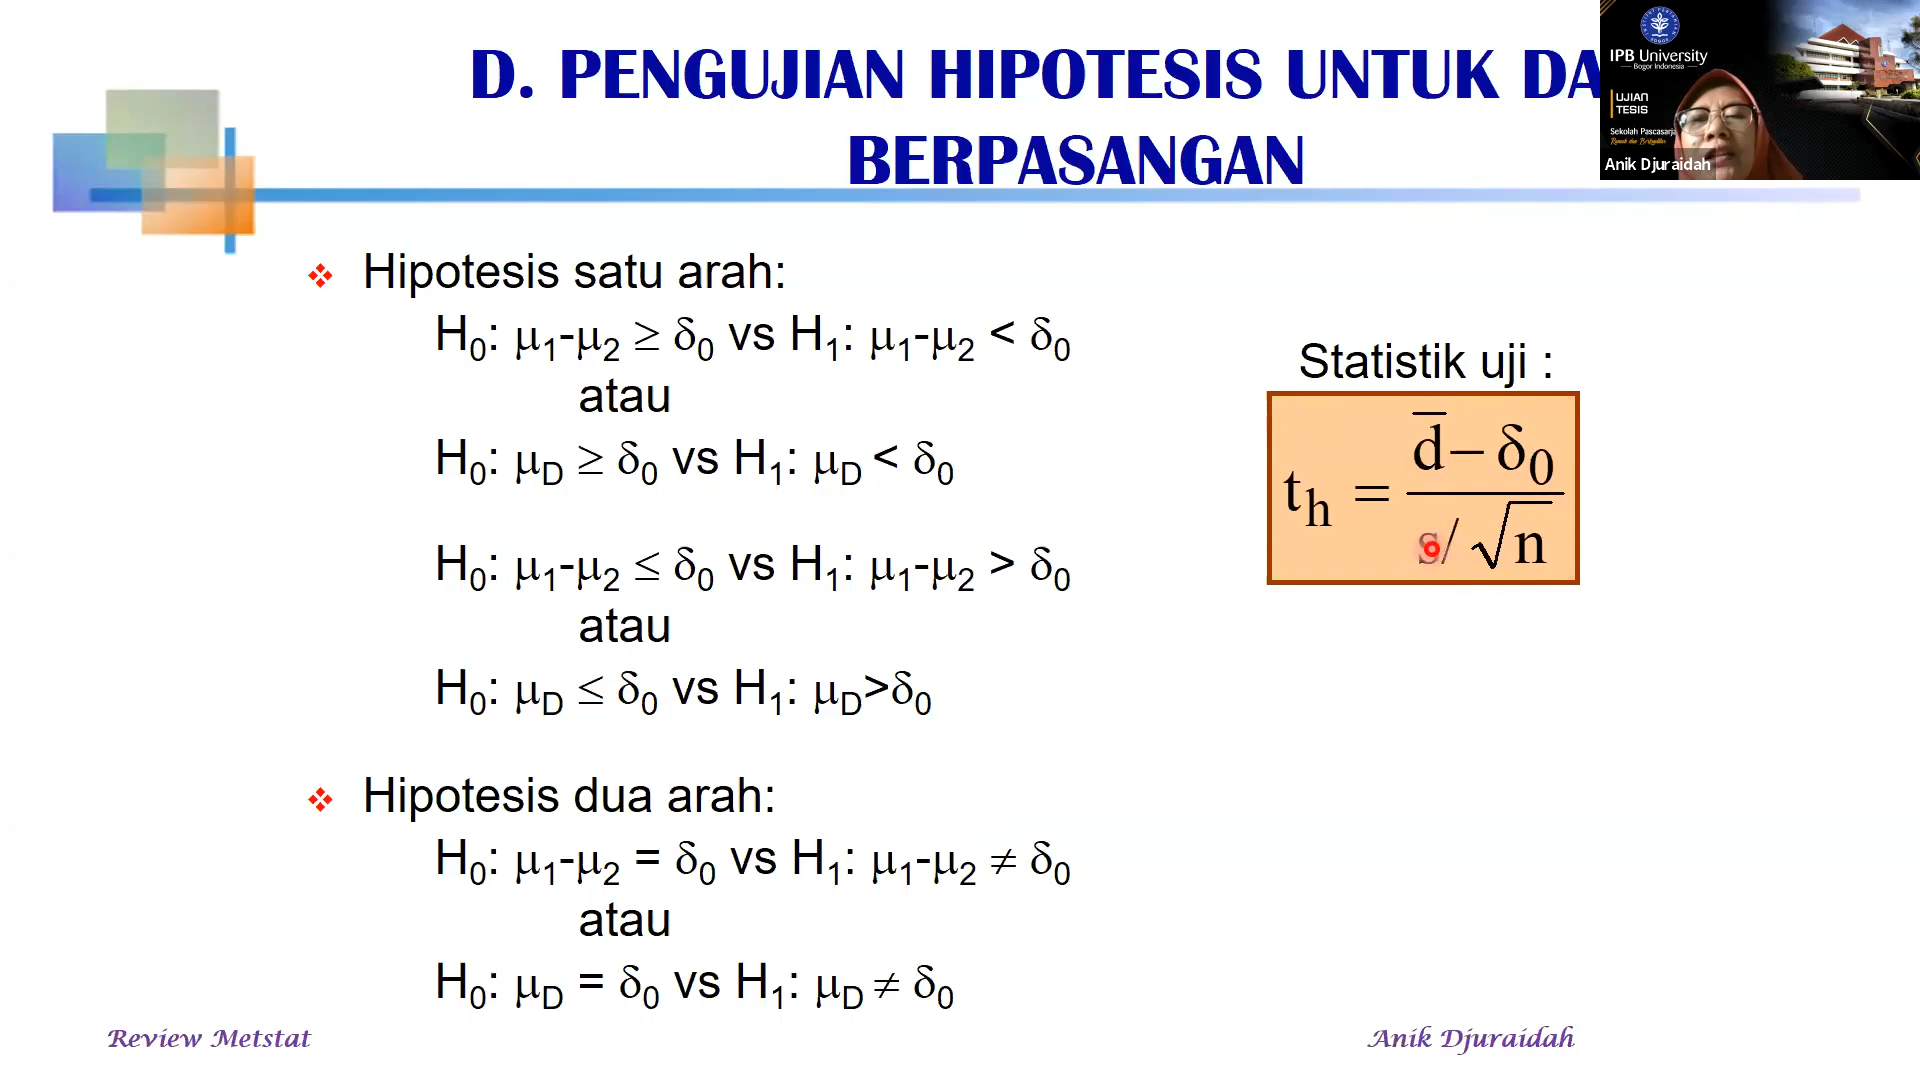 D. PENGUJIAN HIPOTESIS UNTUK DA
BERPASANGAN
IPB University
Bogor Indonesia
UJIAN
TESIS
Sekolah Pascasarja
Anik Djuraidah
Hipotesis satu arah:
H₀: μ₁-μ₂ ≥ δ₀ vs H₁: μ₁-μ₂ < δ₀
atau
H₀: μD ≥ δ₀ vs H₁: μD < δ₀
H₀: μ₁-μ₂ ≤ δ₀ vs H₁: μ₁-μ₂ > δ₀
atau
H₀: μD ≤ δ₀ vs H₁: μD>δ₀
Statistik uji :
tₕ = (d̅ – δ₀) / (s/√n)
Hipotesis dua arah:
H₀: μ₁-μ₂ = δ₀ vs H₁: μ₁-μ₂ ≠ δ₀
atau
H₀: μD = δ₀ vs H₁: μD ≠ δ₀
Review Metstat
Anik Djuraidah